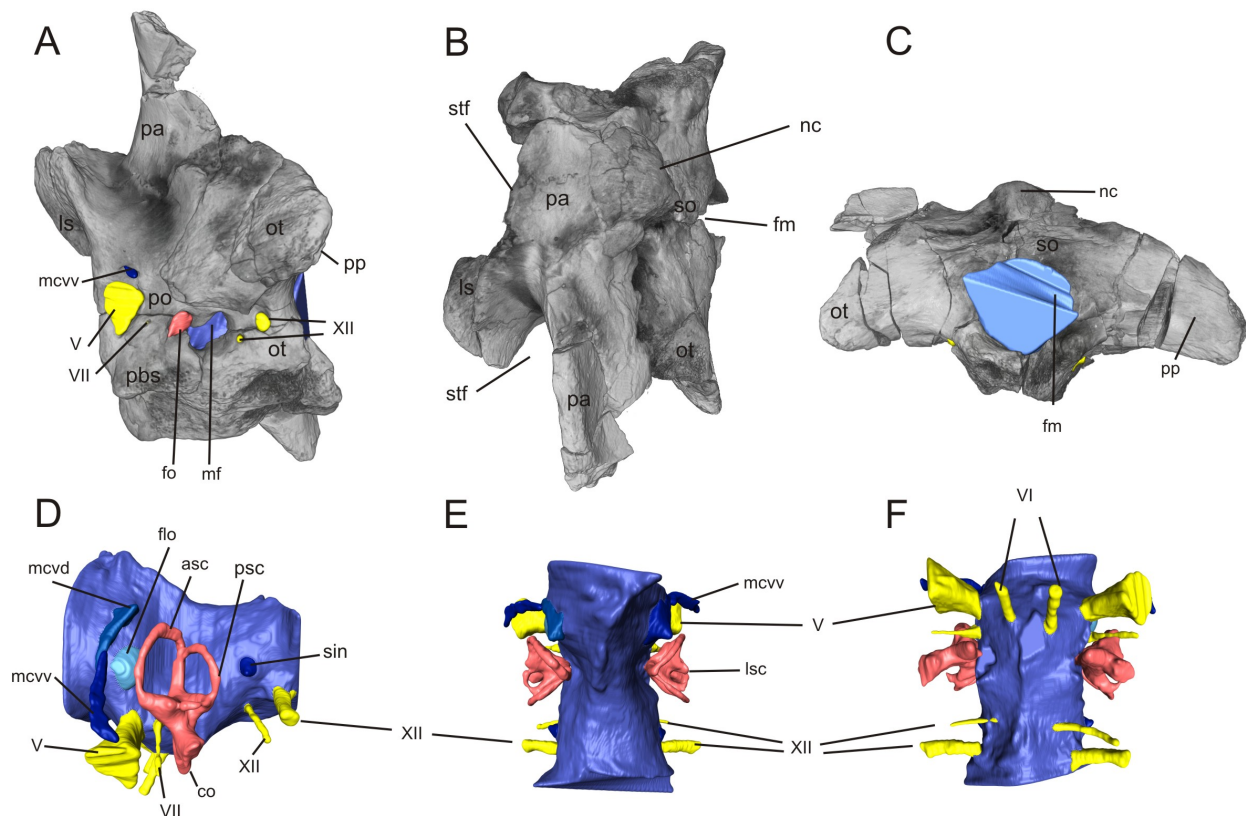 A
pa
ls
ot
pp
mcvv
po
V
XII
VII
ot
pbs
fo
mf
B
stf
nc
pa
so
fm
ls
ot
stf
pa
C
nc
so
ot
pp
fm
D
flo
mcvd
asc
psc
sin
mcvv
V
XII
XII
co
VII
E
mcvv
V
lsc
XII
F
VI